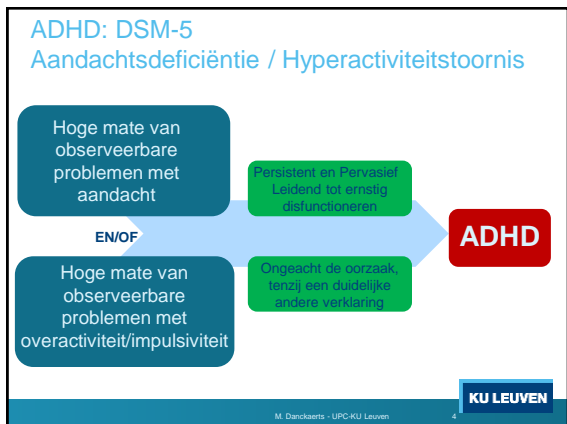 ADHD: DSM-5
Aandachtsdeficiëntie / Hyperactiviteitstoornis
Hoge mate van
observeerbare
problemen met
aandacht
Persistent en Pervasief
Leidend tot ernstig
disfunctioneren
EN/OF
ADHD
Hoge mate van
observeerbare
problemen met
overactiviteit/impulsiviteit
Ongeacht de oorzaak,
tenzij een duidelijke
andere verklaring
KU LEUVEN
M. Danckaerts - UPC-KU Leuven
4